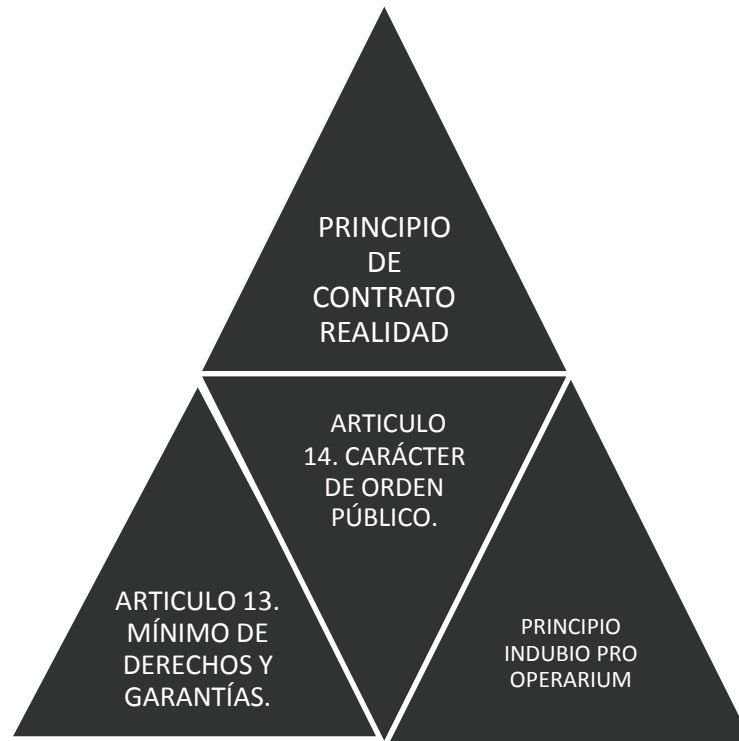 PRINCIPIO
DE
CONTRATO
REALIDAD
ARTICULO
14. CARÁCTER
DE ORDEN
PÚBLICO.
ARTICULO 13.
MÍNIMO DE
DERECHOS Y
GARANTÍAS.
PRINCIPIO
INDUBIO PRO
OPERARIUM